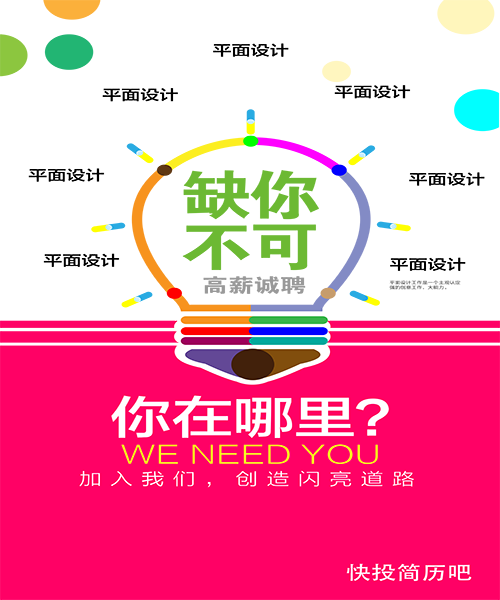 平面设计
平面设计
平面设计
平面设计
平面设计
平面设计
平面设计
缺你
不可
高薪诚聘
平面设计工作是一个主观认定
强的创意工作，大部分。
你在哪里?
WE NEED YOU
加入我们，创造闪亮道路
快投简历吧